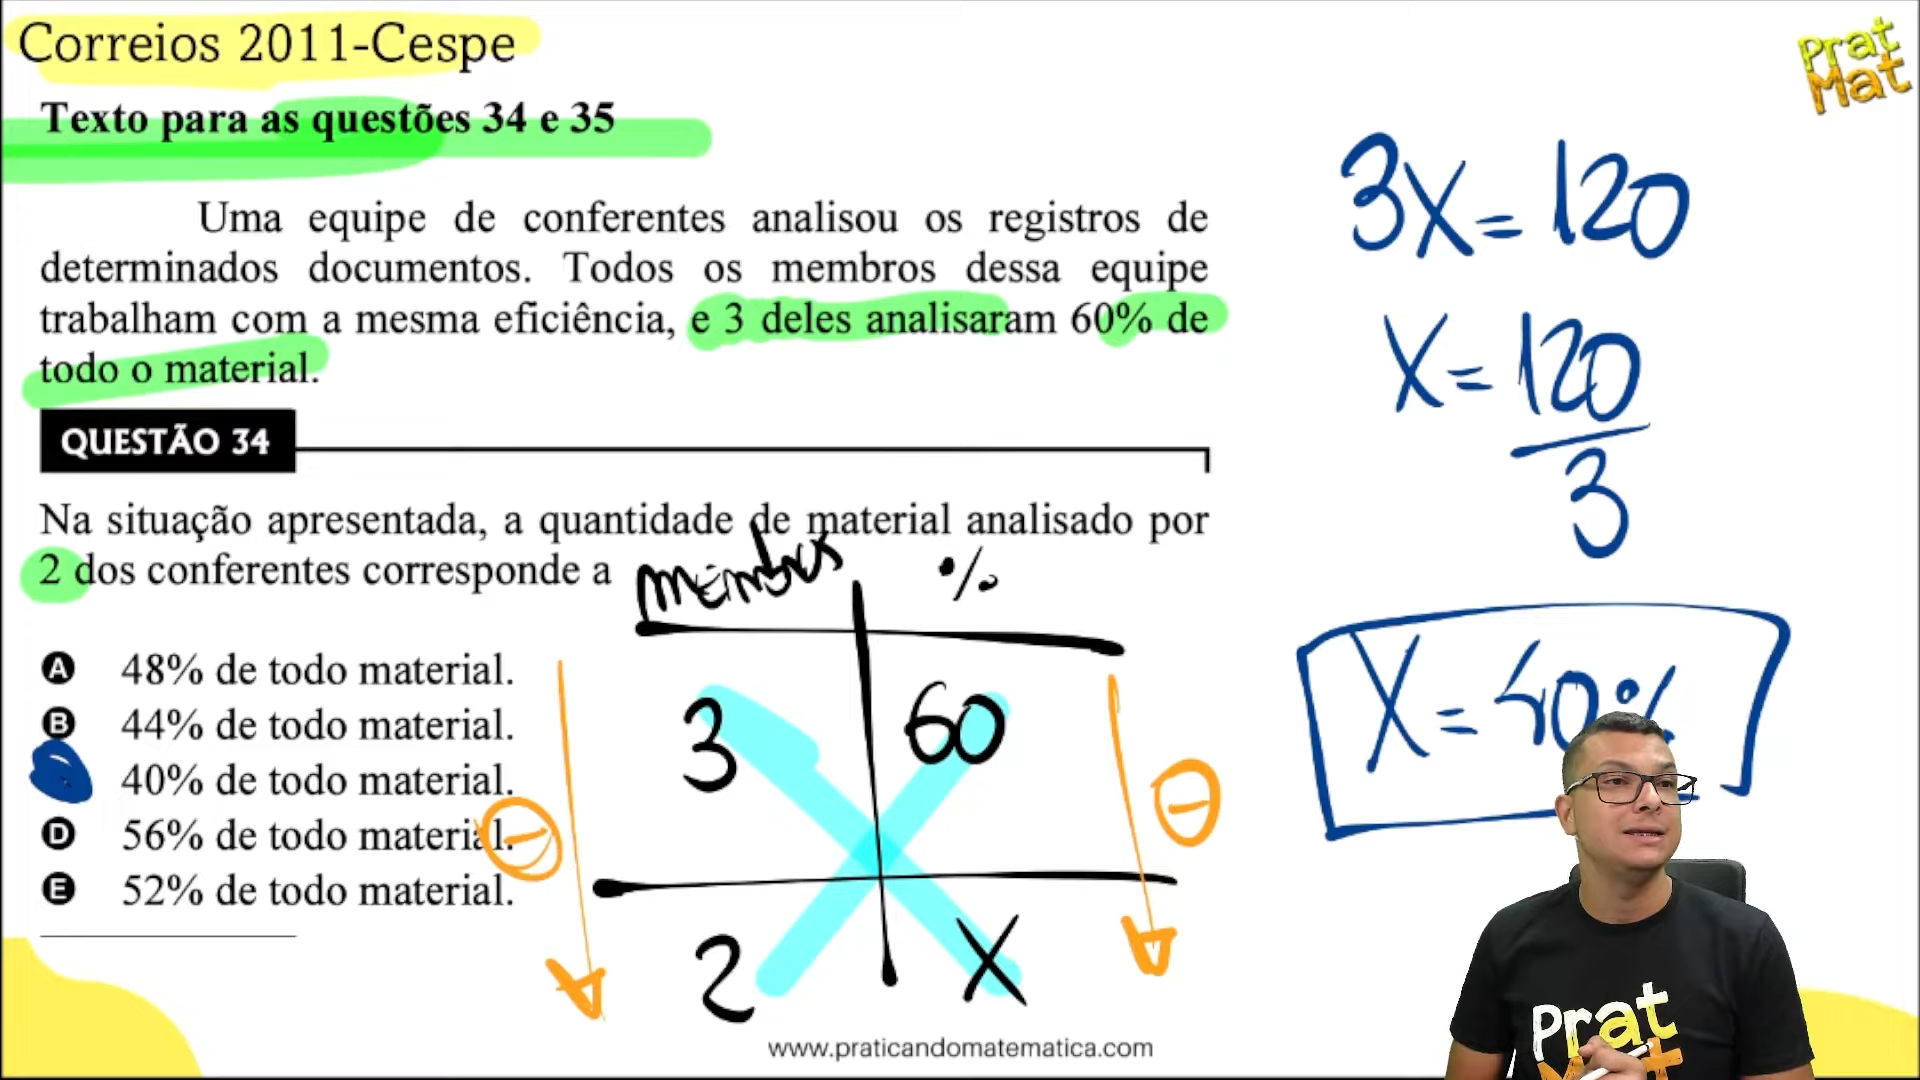 Correios 2011-Cespe
Texto para as questões 34 e 35
Uma equipe de conferentes analisou os registros de
determinados documentos. Todos os membros dessa equipe
trabalham com a mesma eficiência, e 3 deles analisaram 60% de
todo o material.
QUESTÃO 34
Na situação apresentada, a quantidade de material analisado por
2 dos conferentes corresponde a
A 48% de todo material.
B 44% de todo material.
40% de todo material.
D 56% de todo material.
E 52% de todo material.
membros %
3 60
2 X
− −
3X = 120
X = 120
3
X = 40%
Prat
Mat
Prat
www.praticandomatematica.com